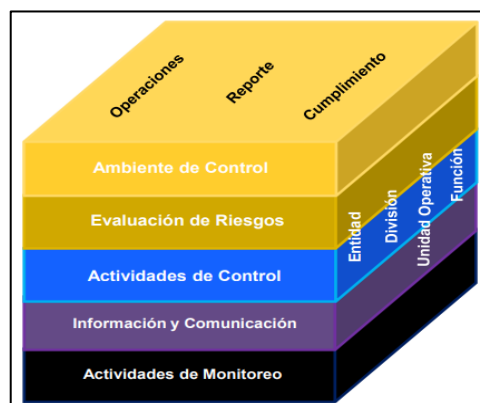 Operaciones
Reporte
Cumplimiento
Ambiente de Control
Evaluación de Riesgos
Actividades de Control
Información y Comunicación
Actividades de Monitoreo
Entidad
División
Unidad Operativa
Función